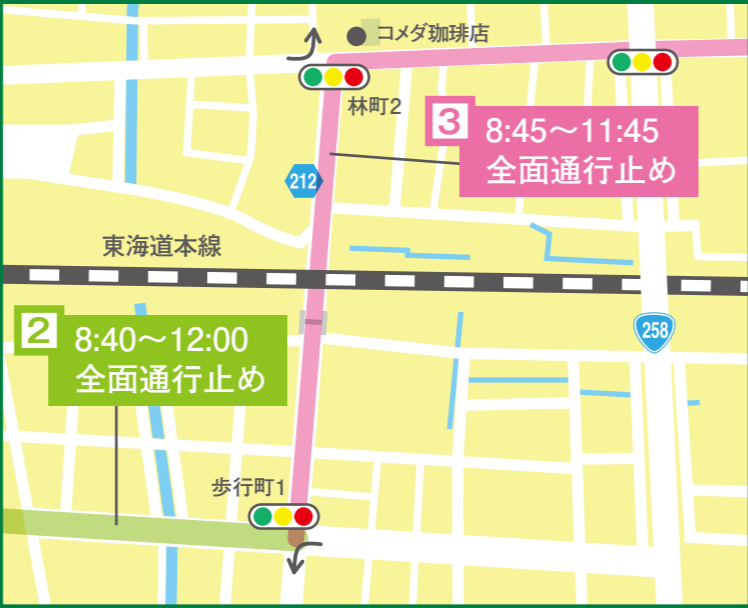 コメダ珈琲店
林町2
3
8:45〜11:45
全面通行止め
212
東海道本線
258
2
8:40〜12:00
全面通行止め
歩行町1